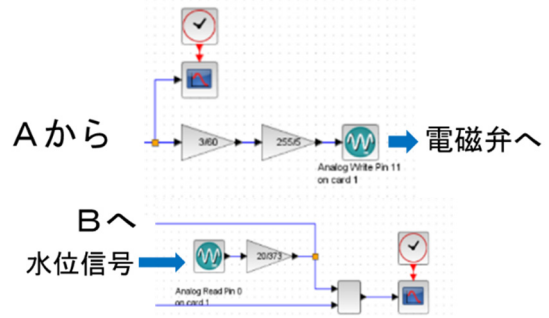 Aから
3/60
255/5
Analog Write Pin 11
on card 1
電磁弁へ
Bへ
水位信号
20/373
Analog Read Pin 0
on card 1